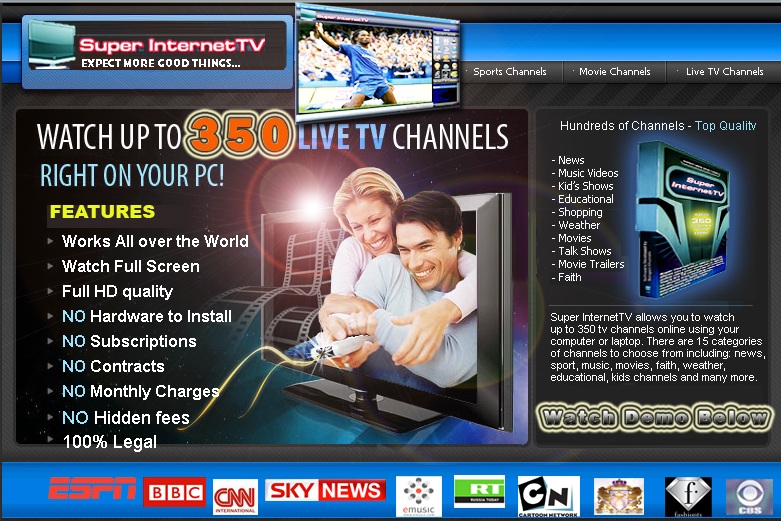 Super InternetTV
EXPECT MORE GOOD THINGS...
Sports Channels
Movie Channels
Live TV Channels
WATCH UP TO 350 LIVE TV CHANNELS
RIGHT ON YOUR PC!
FEATURES
Works All over the World
Watch Full Screen
Full HD quality
NO Hardware to Install
NO Subscriptions
NO Contracts
NO Monthly Charges
NO Hidden fees
100% Legal
Hundreds of Channels - Top Quality
- News
- Music Videos
- Kid's Shows
- Educational
- Shopping
- Weather
- Movies
- Talk Shows
- Movie Trailers
- Faith
Super
InternetTV
350
Super InternetTV allows you to watch
up to 350 tv channels online using your
computer or laptop. There are 15 categories
of channels to choose from including: news,
sport, music, movies, faith, weather,
educational, kids channels and many more.
Watch Demo Below
ESPN
BBC
CNN
INTERNATIONAL
SKY NEWS
eMUSIC
RT
RUSSIA TODAY
CN
CARTOON NETWORK
f
fashiontv
CBS